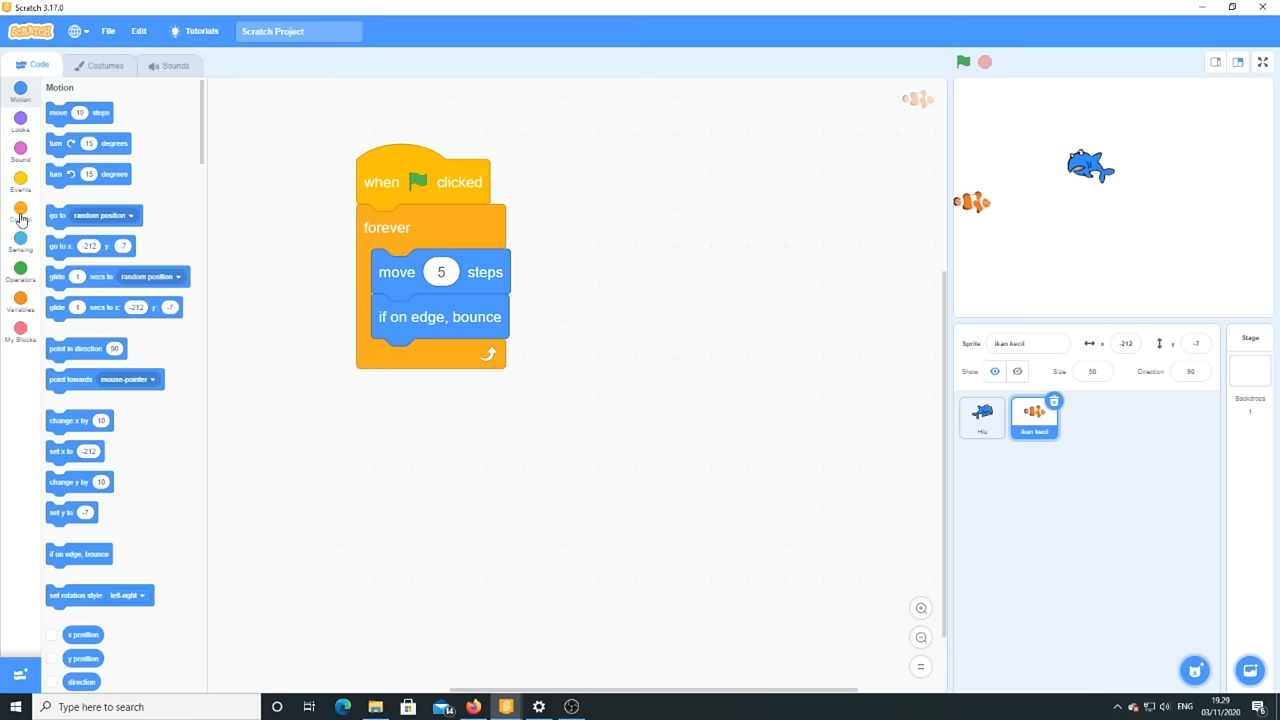 Scratch 3.17.0
SCRATCH
File
Edit
Tutorials
Scratch Project
Code
Costumes
Sounds
Motion
Looks
Sound
Events
Sensing
Operators
Variables
My Blocks
Motion
move 10 steps
turn 15 degrees
turn 15 degrees
go to random position
go to x: -212 y: -7
glide 1 secs to random position
glide 1 secs to x: -212 y: -7
point in direction 90
point towards mouse-pointer
change x by 10
set x to -212
change y by 10
set y to -7
if on edge, bounce
set rotation style left-right
x position
y position
direction
when clicked
forever
move 5 steps
if on edge, bounce
Sprite ikan kecil x -212 y -7
Show Size 50 Direction 90
Hiu
ikan kecil
Stage
Backdrops
1
Type here to search
14
ENG
19.29
03/11/2020
6